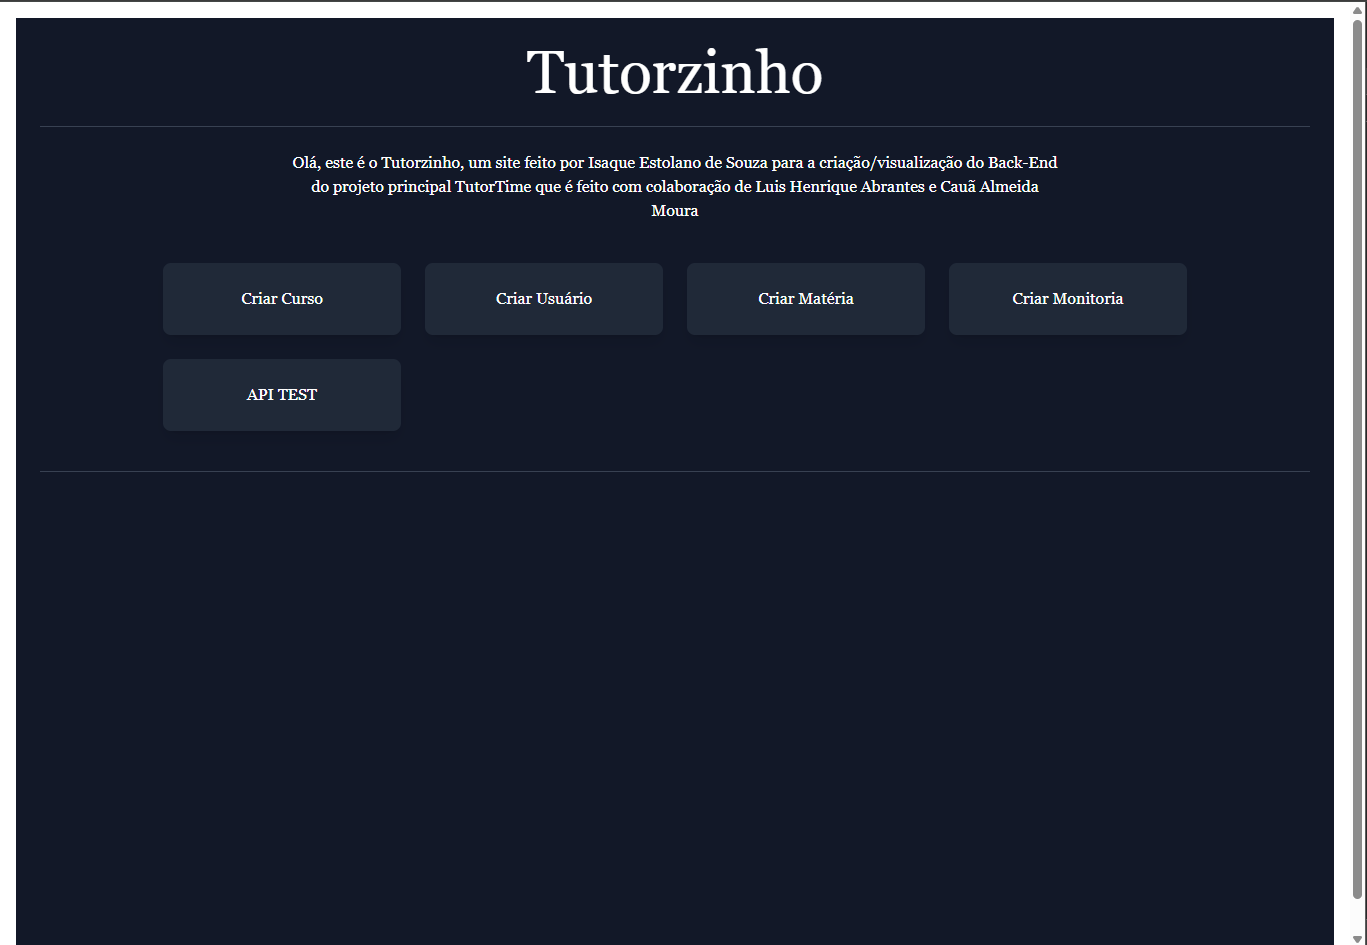 Tutorzinho
Olá, este é o Tutorzinho, um site feito por Isaque Estolano de Souza para a criação/visualização do Back-End
do projeto principal TutorTime que é feito com colaboração de Luis Henrique Abrantes e Cauã Almeida
Moura
Criar Curso
Criar Usuário
Criar Matéria
Criar Monitoria
API TEST